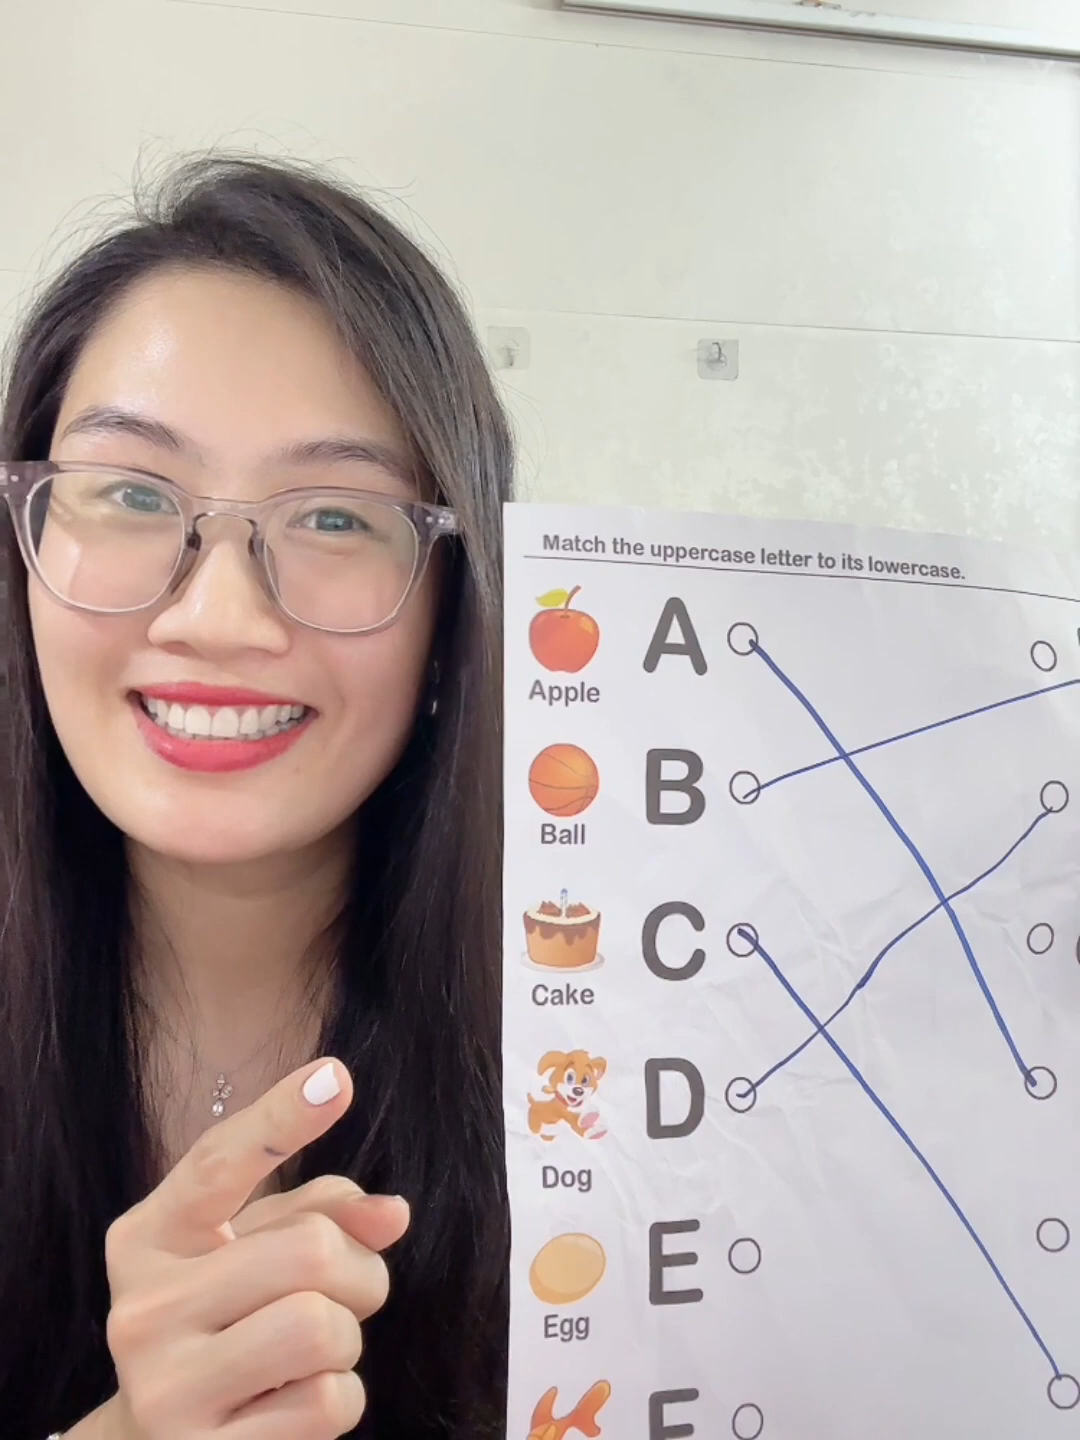 Match the uppercase letter to its lowercase.
A
Apple
B
Ball
C
Cake
D
Dog
E
Egg
F